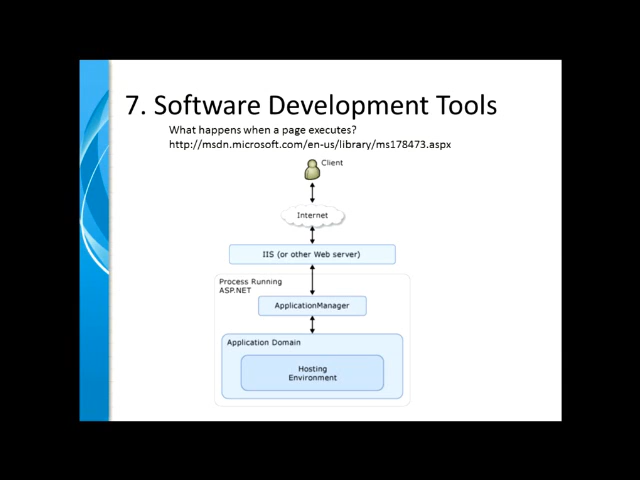 7. Software Development Tools
What happens when a page executes?
http://msdn.microsoft.com/en-us/library/ms178473.aspx
Client
Internet
IIS (or other Web server)
Process Running
ASP.NET
ApplicationManager
Application Domain
Hosting
Environment